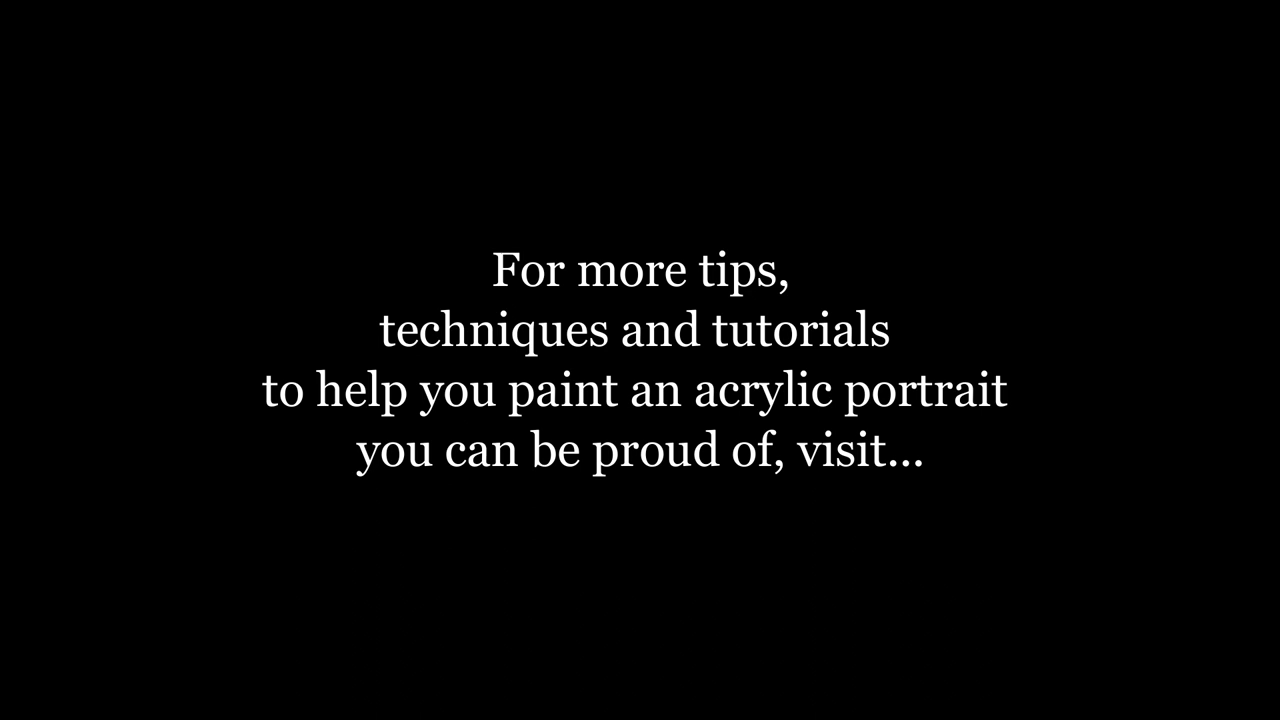 For more tips,
techniques and tutorials
to help you paint an acrylic portrait
you can be proud of, visit...